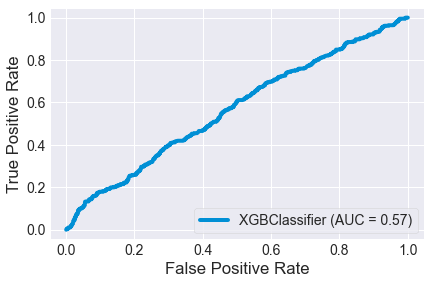 1.0
0.8
0.6
0.4
0.2
0.0
True Positive Rate
XGBClassifier (AUC = 0.57)
0.0 0.2 0.4 0.6 0.8 1.0
False Positive Rate